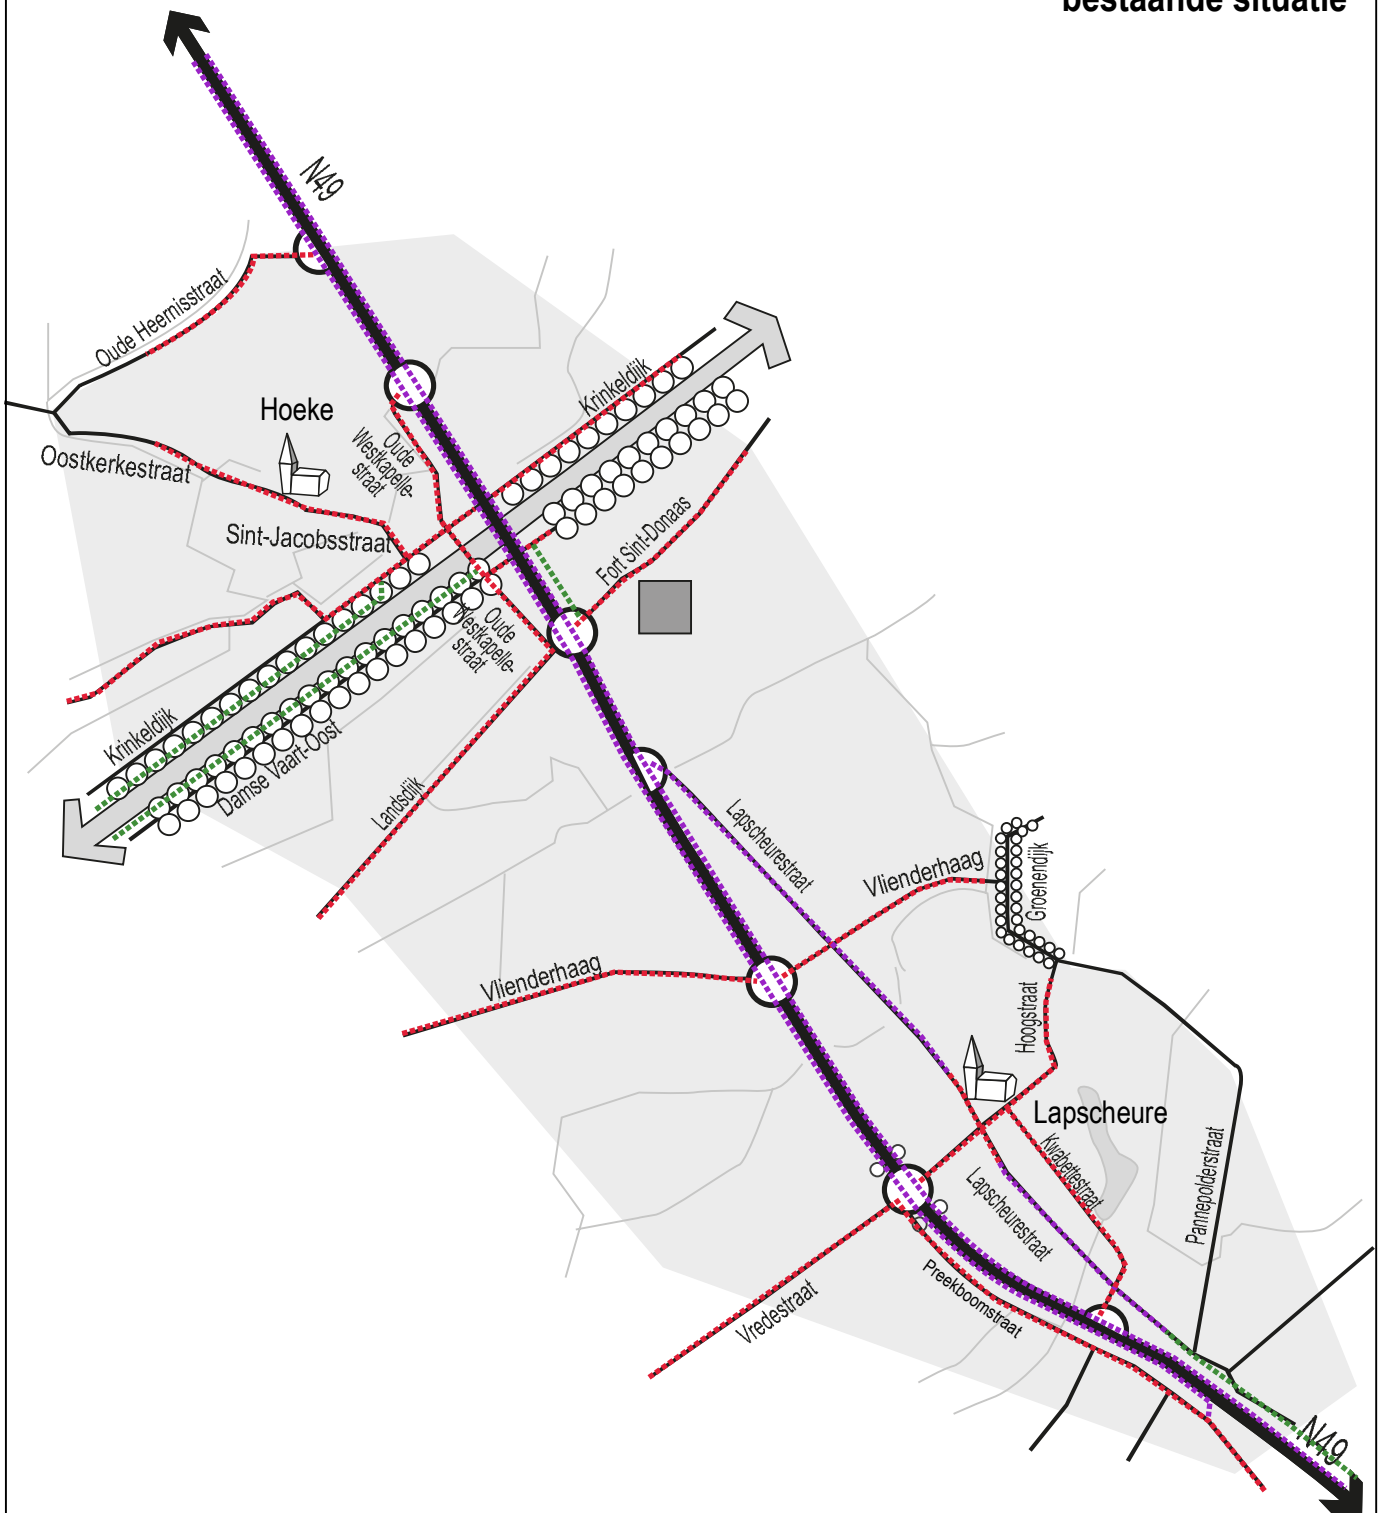 bestaande situatie
N49
Oude Heernisstraat
Krinkeldijk
Hoeke
Oude
Westkapelle-
straat
Oostkerkestraat
Sint-Jacobsstraat
Fort Sint-Donaas
Oude
Westkapelle-
straat
Krinkeldijk
Damse Vaart-Oost
Landsdijk
Lapscheurestraat
Vlienderhaag
Groenendijk
Vlienderhaag
Hoogstraat
Lapscheure
Kwabettestraat
Lapscheurestraat
Pannepolderstraat
Preekboomstraat
Vredestraat
N49